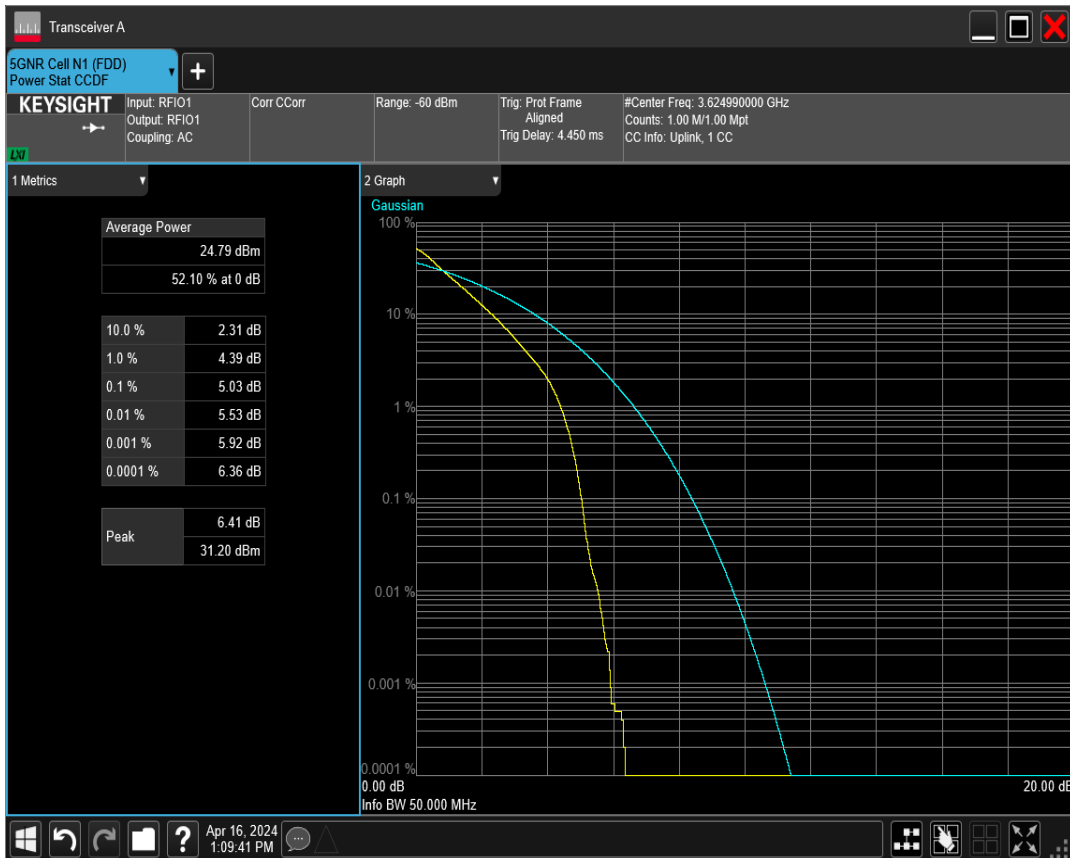 Transceiver A
5GNR Cell N1 (FDD)
Power Stat CCDF
+
KEYSIGHT
LXI
Input: RFIO1
Output: RFIO1
Coupling: AC
Corr CCorr
Range: -60 dBm
Trig: Prot Frame
Aligned
Trig Delay: 4.450 ms
#Center Freq: 3.624990000 GHz
Counts: 1.00 M/1.00 Mpt
CC Info: Uplink, 1 CC
1 Metrics
Average Power
24.79 dBm
52.10 % at 0 dB
10.0 % 2.31 dB
1.0 % 4.39 dB
0.1 % 5.03 dB
0.01 % 5.53 dB
0.001 % 5.92 dB
0.0001 % 6.36 dB
Peak
6.41 dB
31.20 dBm
2 Graph
Gaussian
100 %
10 %
1 %
0.1 %
0.01 %
0.001 %
0.0001 %
0.00 dB 20.00 dB
Info BW 50.000 MHz
?
Apr 16, 2024
1:09:41 PM